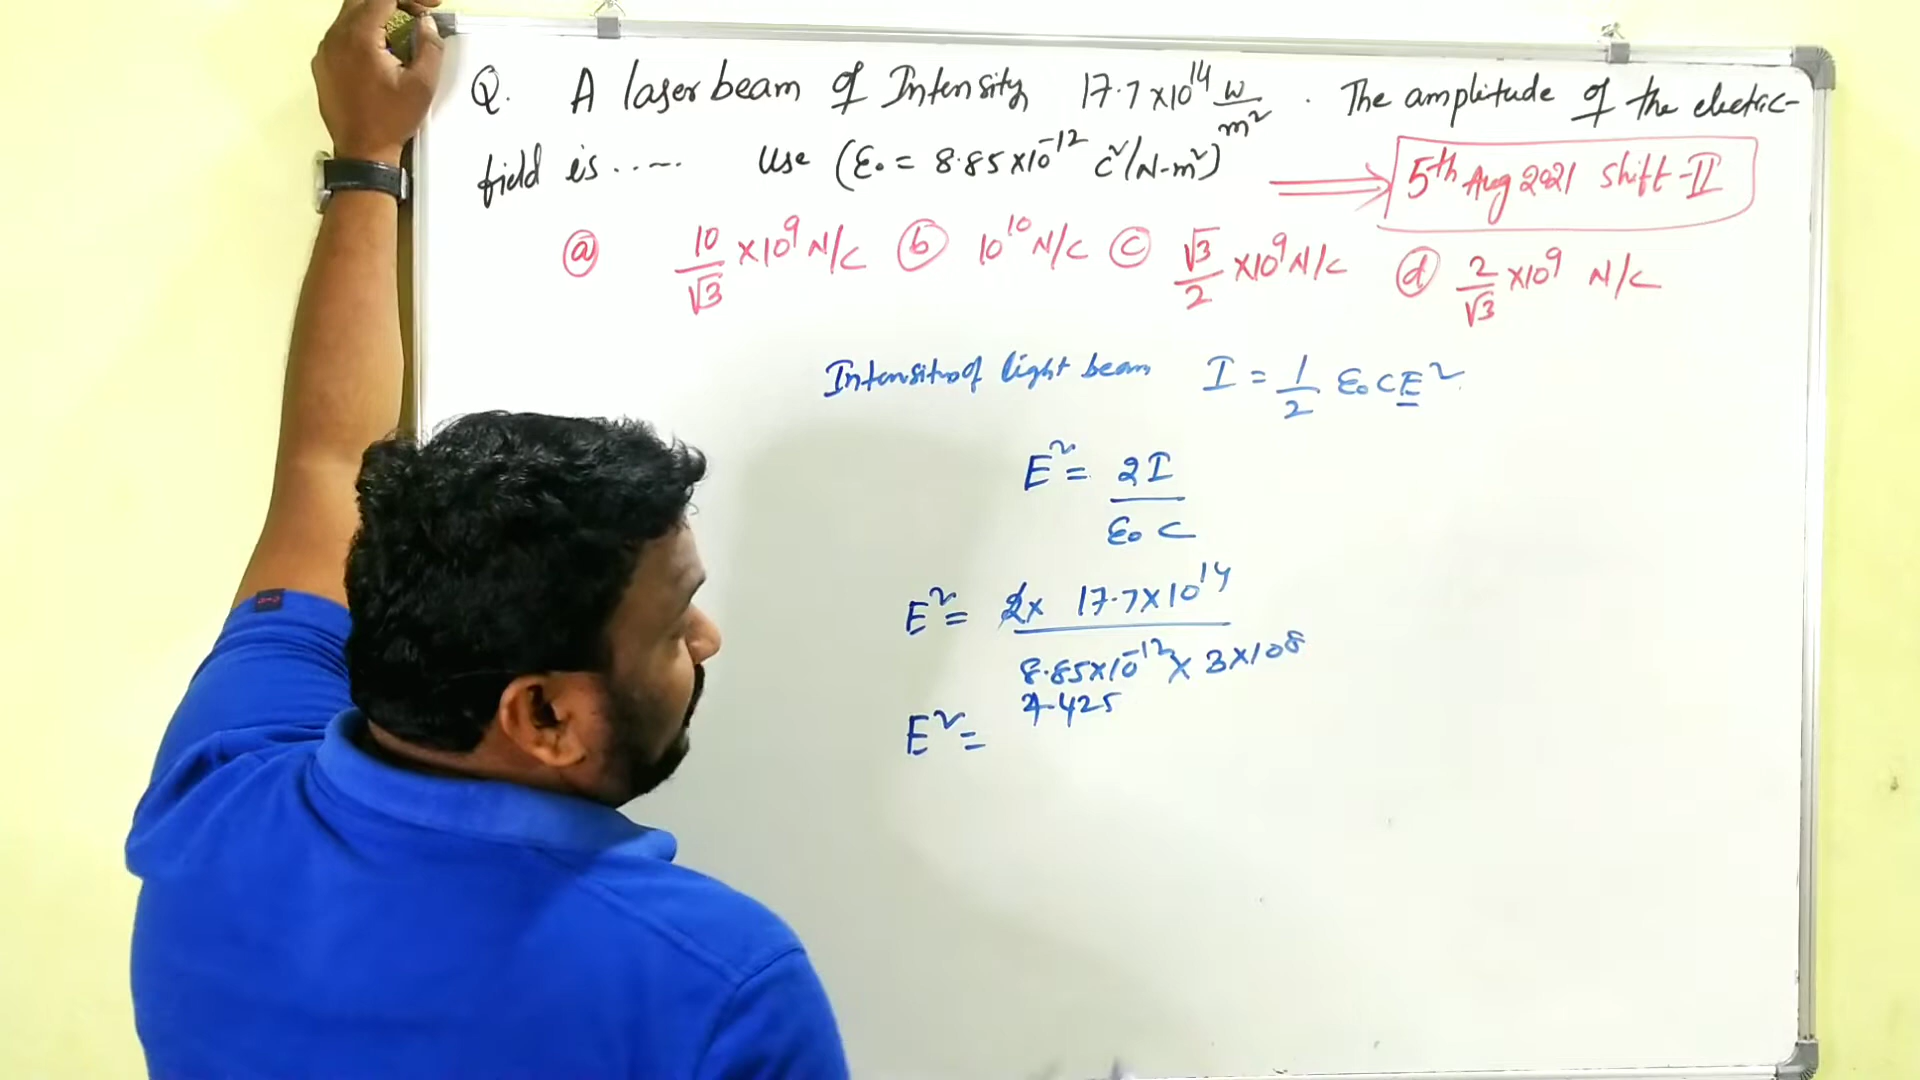 Q. A laser beam of Intensity 17.7×10¹⁴ W/m² . The amplitude of the electric-
field is ..... Use (ε₀ = 8.85×10⁻¹² C²/N-m²) ⟹ 5th Aug 2021 Shift-II
ⓐ 10/√3 ×10⁹ N/C ⓑ 10¹⁰ N/C ⓒ √3/2 ×10⁹ N/C ⓓ 2/√3 ×10⁹ N/C
Intensity of light beam I = 1/2 ε₀ C E²
E² = 2I / ε₀ C
E² = 2× 17.7×10¹⁴ / 8.85×10⁻¹² × 3×10⁸
4.425
E² =